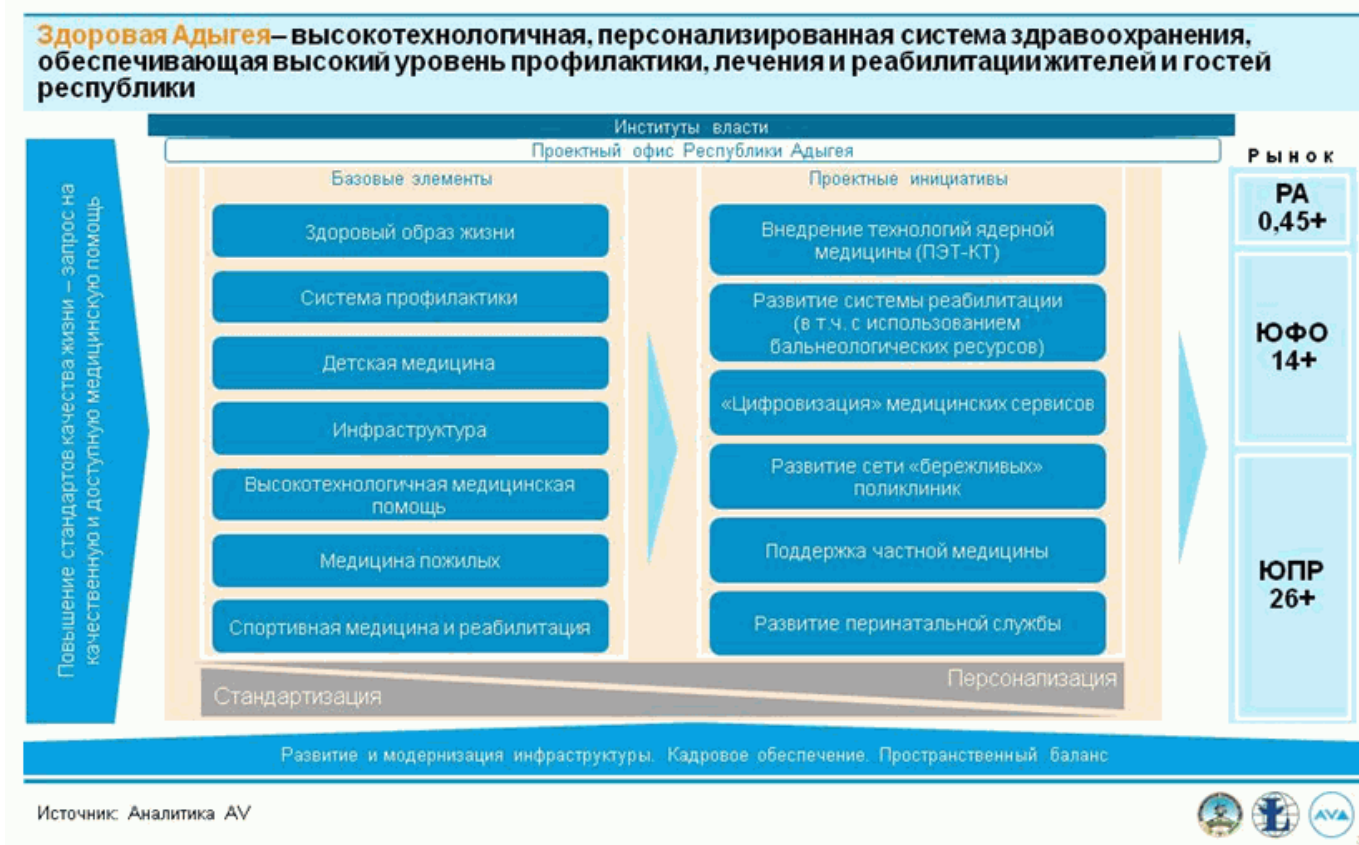 Здоровая Адыгея– высокотехнологичная, персонализированная система здравоохранения,
обеспечивающая высокий уровень профилактики, лечения и реабилитации жителей и гостей
республики
Институты власти
Проектный офис Республики Адыгея
Повышение стандартов качества жизни – запрос на
качественную и доступную медицинскую помощь
Базовые элементы
Здоровый образ жизни
Система профилактики
Детская медицина
Инфраструктура
Высокотехнологичная медицинская
помощь
Медицина пожилых
Спортивная медицина и реабилитация
Проектные инициативы
Внедрение технологий ядерной
медицины (ПЭТ-КТ)
Развитие системы реабилитации
(в т.ч. с использованием
бальнеологических ресурсов)
«Цифровизация» медицинских сервисов
Развитие сети «бережливых»
поликлиник
Поддержка частной медицины
Развитие перинатальной службы
Стандартизация
Персонализация
Рынок
РА
0,45+
ЮФО
14+
ЮПР
26+
Развитие и модернизация инфраструктуры. Кадровое обеспечение. Пространственный баланс
Источник: Аналитика AV
AVA